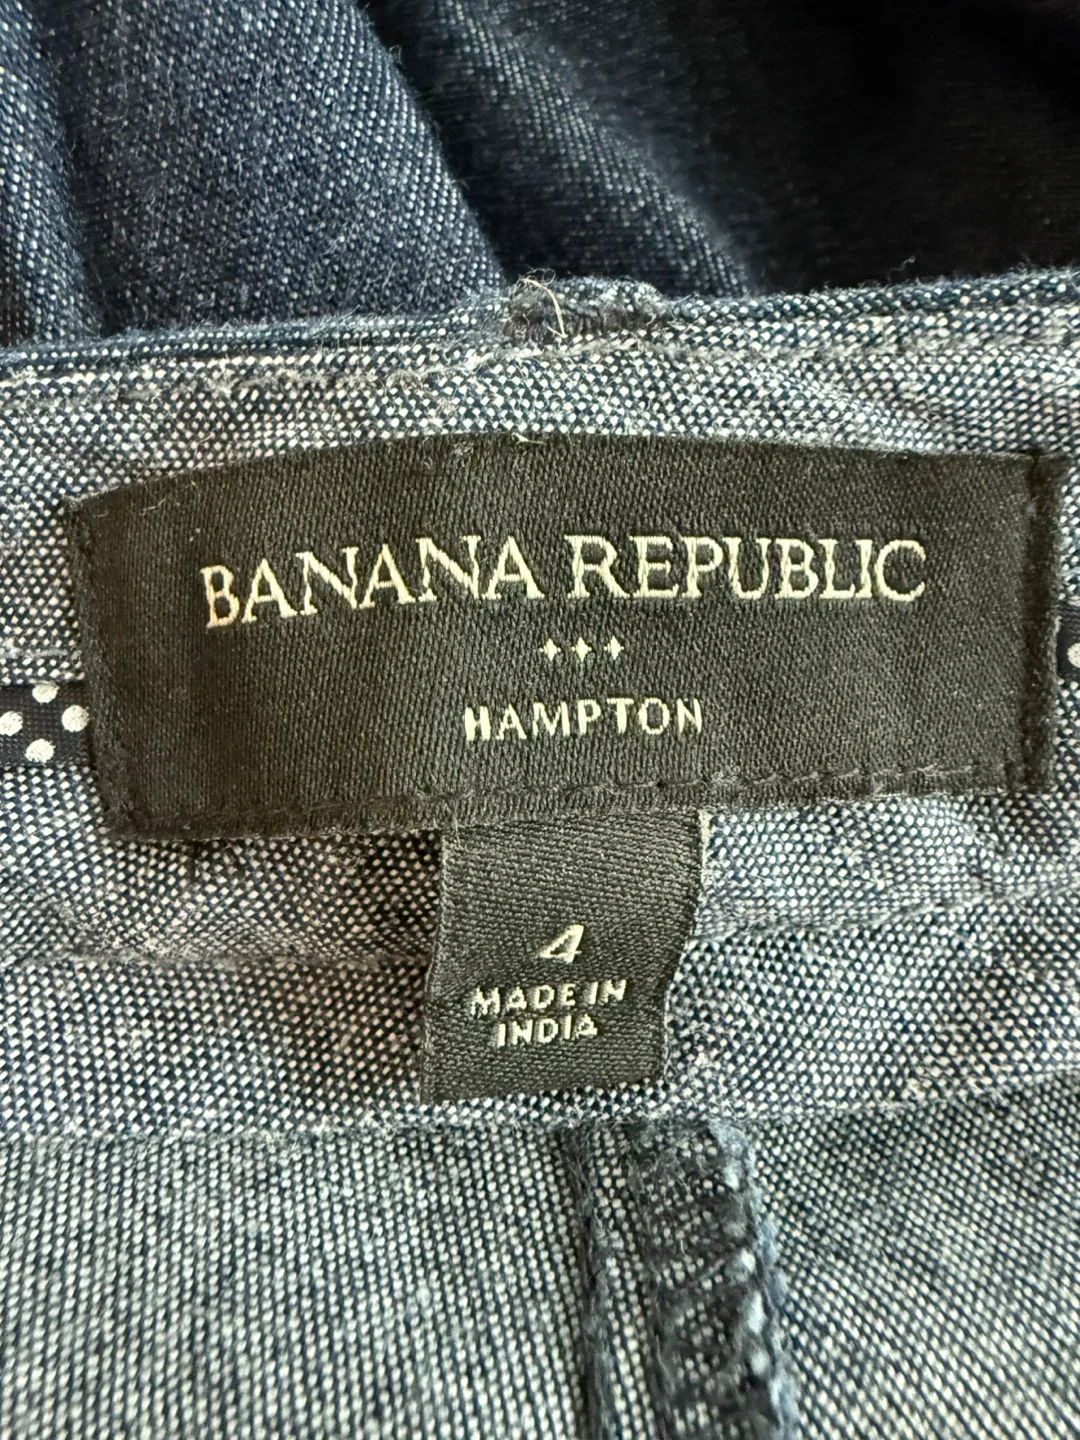 BANANA REPUBLIC
HAMPTON
4
MADE IN
INDIA